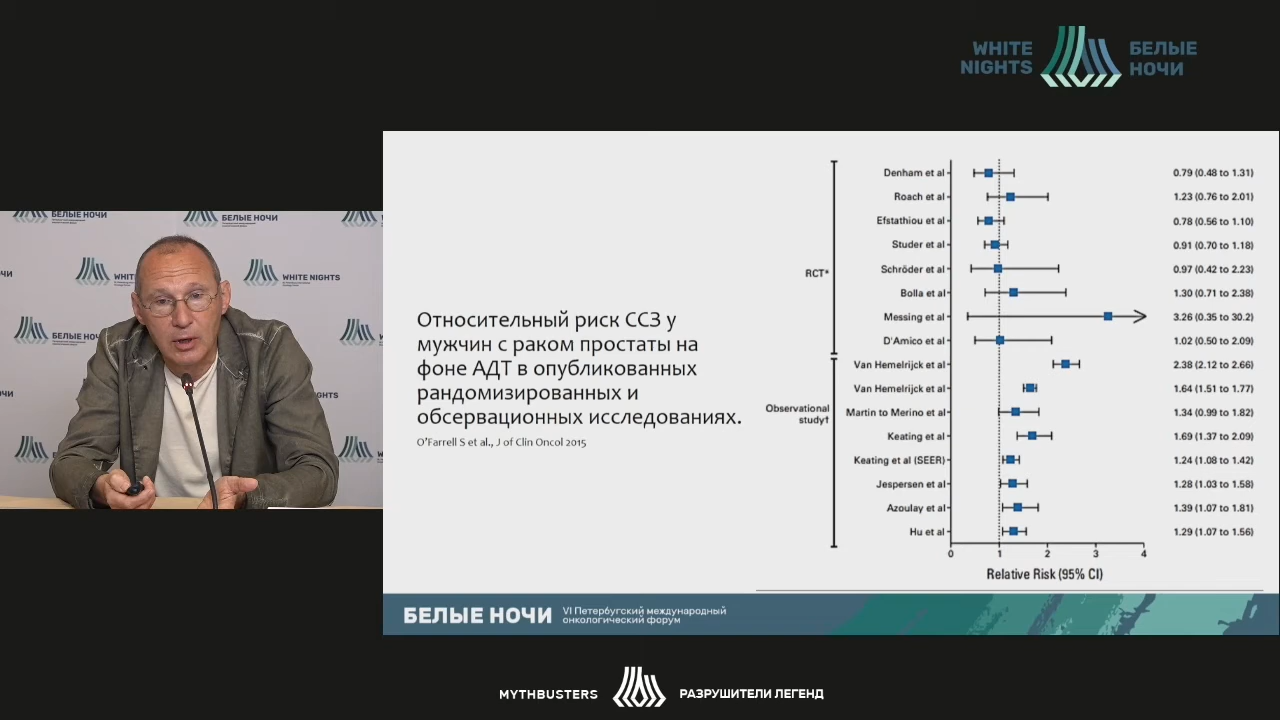 WHITE
NIGHTS
БЕЛЫЕ
НОЧИ
БЕЛЫЕ НОЧИ
БЕЛЫЕ НОЧИ
WHITE NIGHTS
НОЧИ
БЕЛЫЕ НОЧИ
Относительный риск ССЗ у
мужчин с раком простаты на
фоне АДТ в опубликованных
рандомизированных и
обсервационных исследованиях.
O'Farrell S et al., J of Clin Oncol 2015
RCT*
Denham et al 0.79 (0.48 to 1.31)
Roach et al 1.23 (0.76 to 2.01)
Efstathiou et al 0.78 (0.56 to 1.10)
Studer et al 0.91 (0.70 to 1.18)
Schröder et al 0.97 (0.42 to 2.23)
Bolla et al 1.30 (0.71 to 2.38)
Messing et al 3.26 (0.35 to 30.2)
D'Amico et al 1.02 (0.50 to 2.09)
Observational
study†
Van Hemelrijck et al 2.38 (2.12 to 2.66)
Van Hemelrijck et al 1.64 (1.51 to 1.77)
Martin to Merino et al 1.34 (0.99 to 1.82)
Keating et al 1.69 (1.37 to 2.09)
Keating et al (SEER) 1.24 (1.08 to 1.42)
Jespersen et al 1.28 (1.03 to 1.58)
Azoulay et al 1.39 (1.07 to 1.81)
Hu et al 1.29 (1.07 to 1.56)
0 1 2 3 4
Relative Risk (95% CI)
БЕЛЫЕ НОЧИ
VI Петербургский международный
онкологический форум
MYTHBUSTERS
РАЗРУШИТЕЛИ ЛЕГЕНД